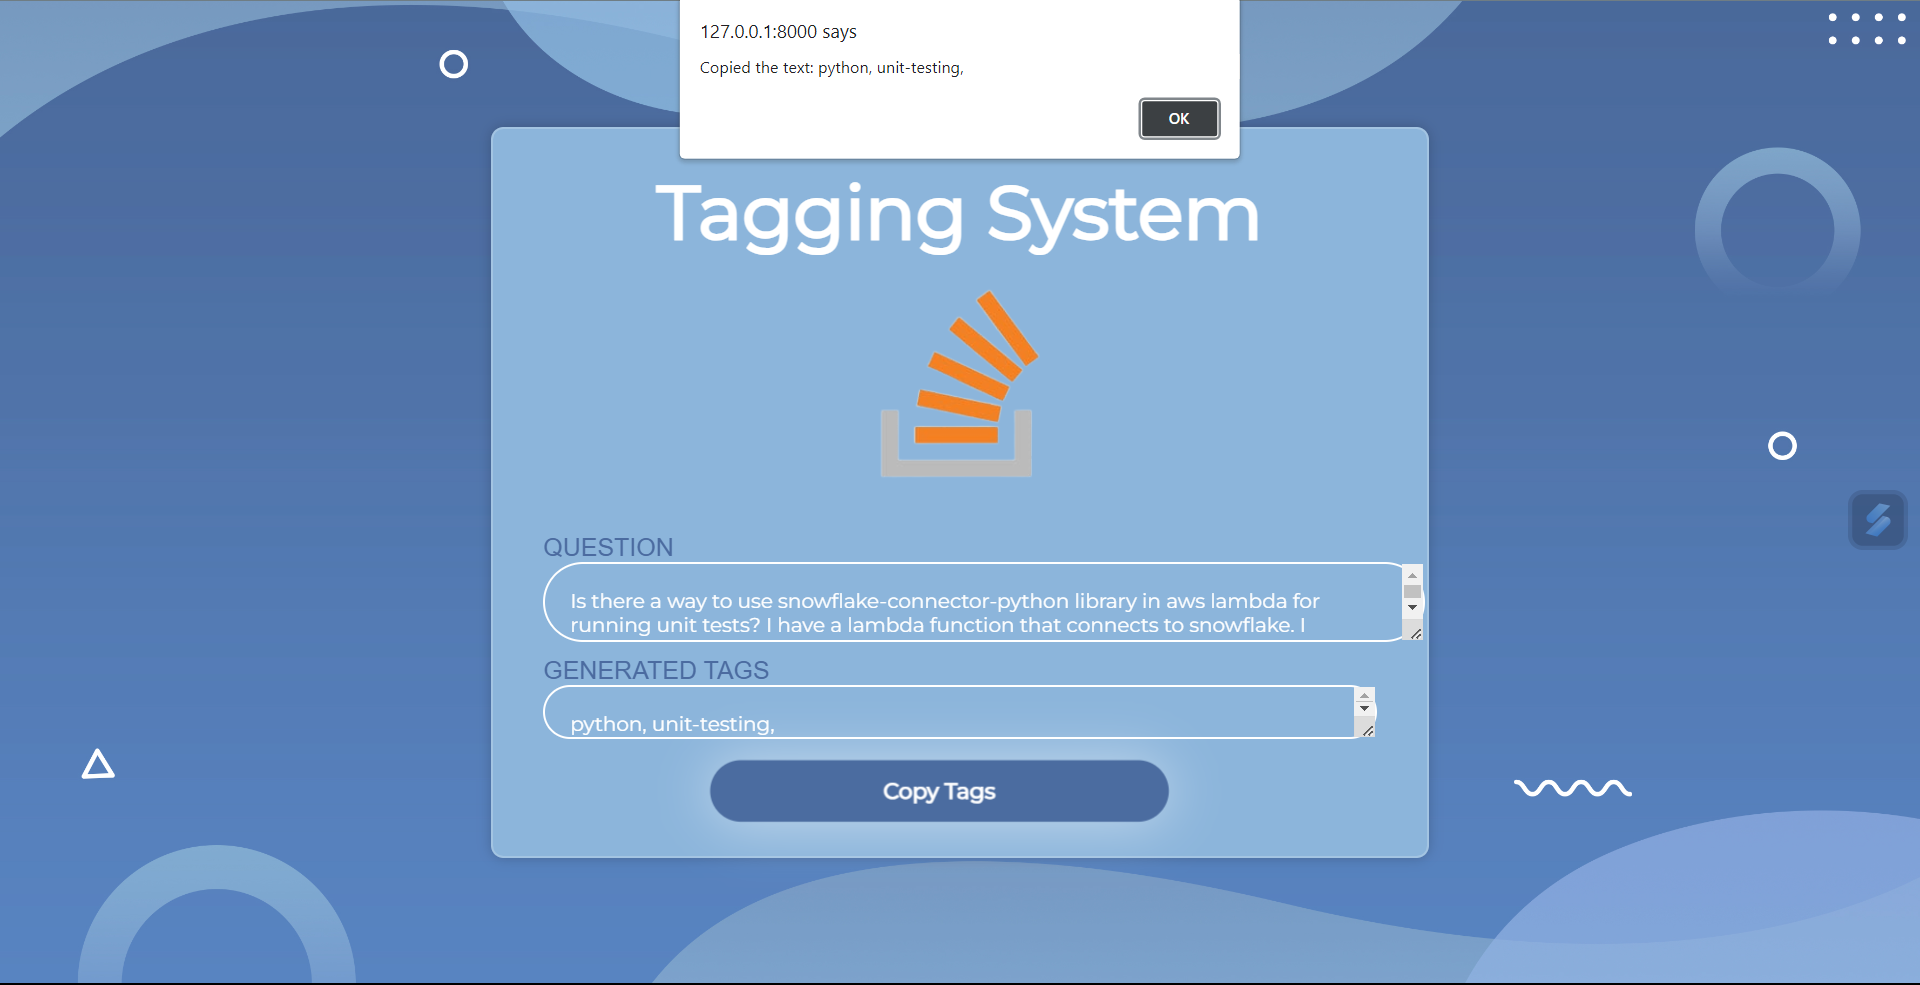 127.0.0.1:8000 says
Copied the text: python, unit-testing,
OK
Tagging System
QUESTION
Is there a way to use snowflake-connector-python library in aws lambda for
running unit tests? I have a lambda function that connects to snowflake. I
GENERATED TAGS
python, unit-testing,
Copy Tags